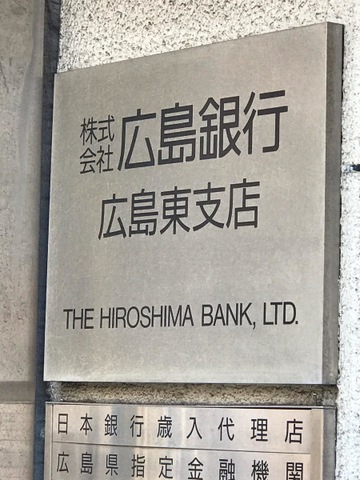 株式会社 広島銀行
広島東支店
THE HIROSHIMA BANK, LTD.
日本銀行歳入代理店
広島県指定金融機関